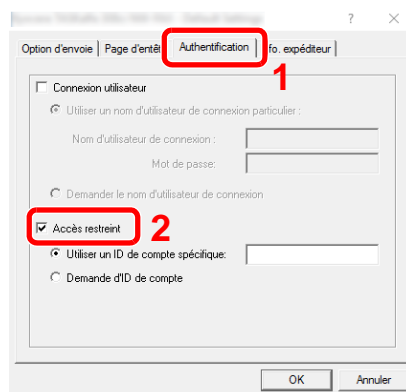 Option d'envoie Page d'entêt Authentification fo. expéditeur
1
Connexion utilisateur
Utiliser un nom d'utilisateur de connexion particulier :
Nom d'utilisateur de connexion :
Mot de passe:
Demander le nom d'utilisateur de connexion
Accès restreint 2
Utiliser un ID de compte spécifique:
Demande d'ID de compte
OK Annuler